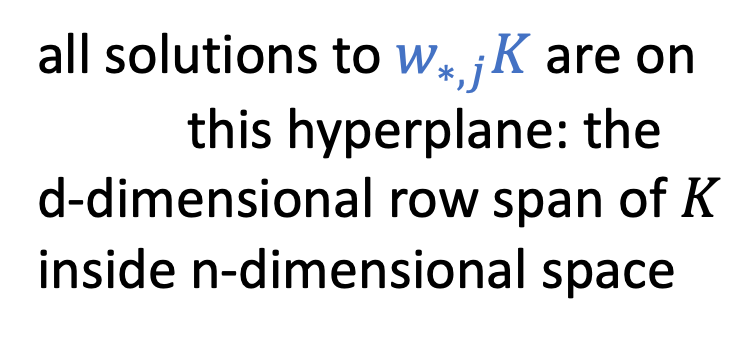 all solutions to w*,jK are on
this hyperplane: the
d-dimensional row span of K
inside n-dimensional space